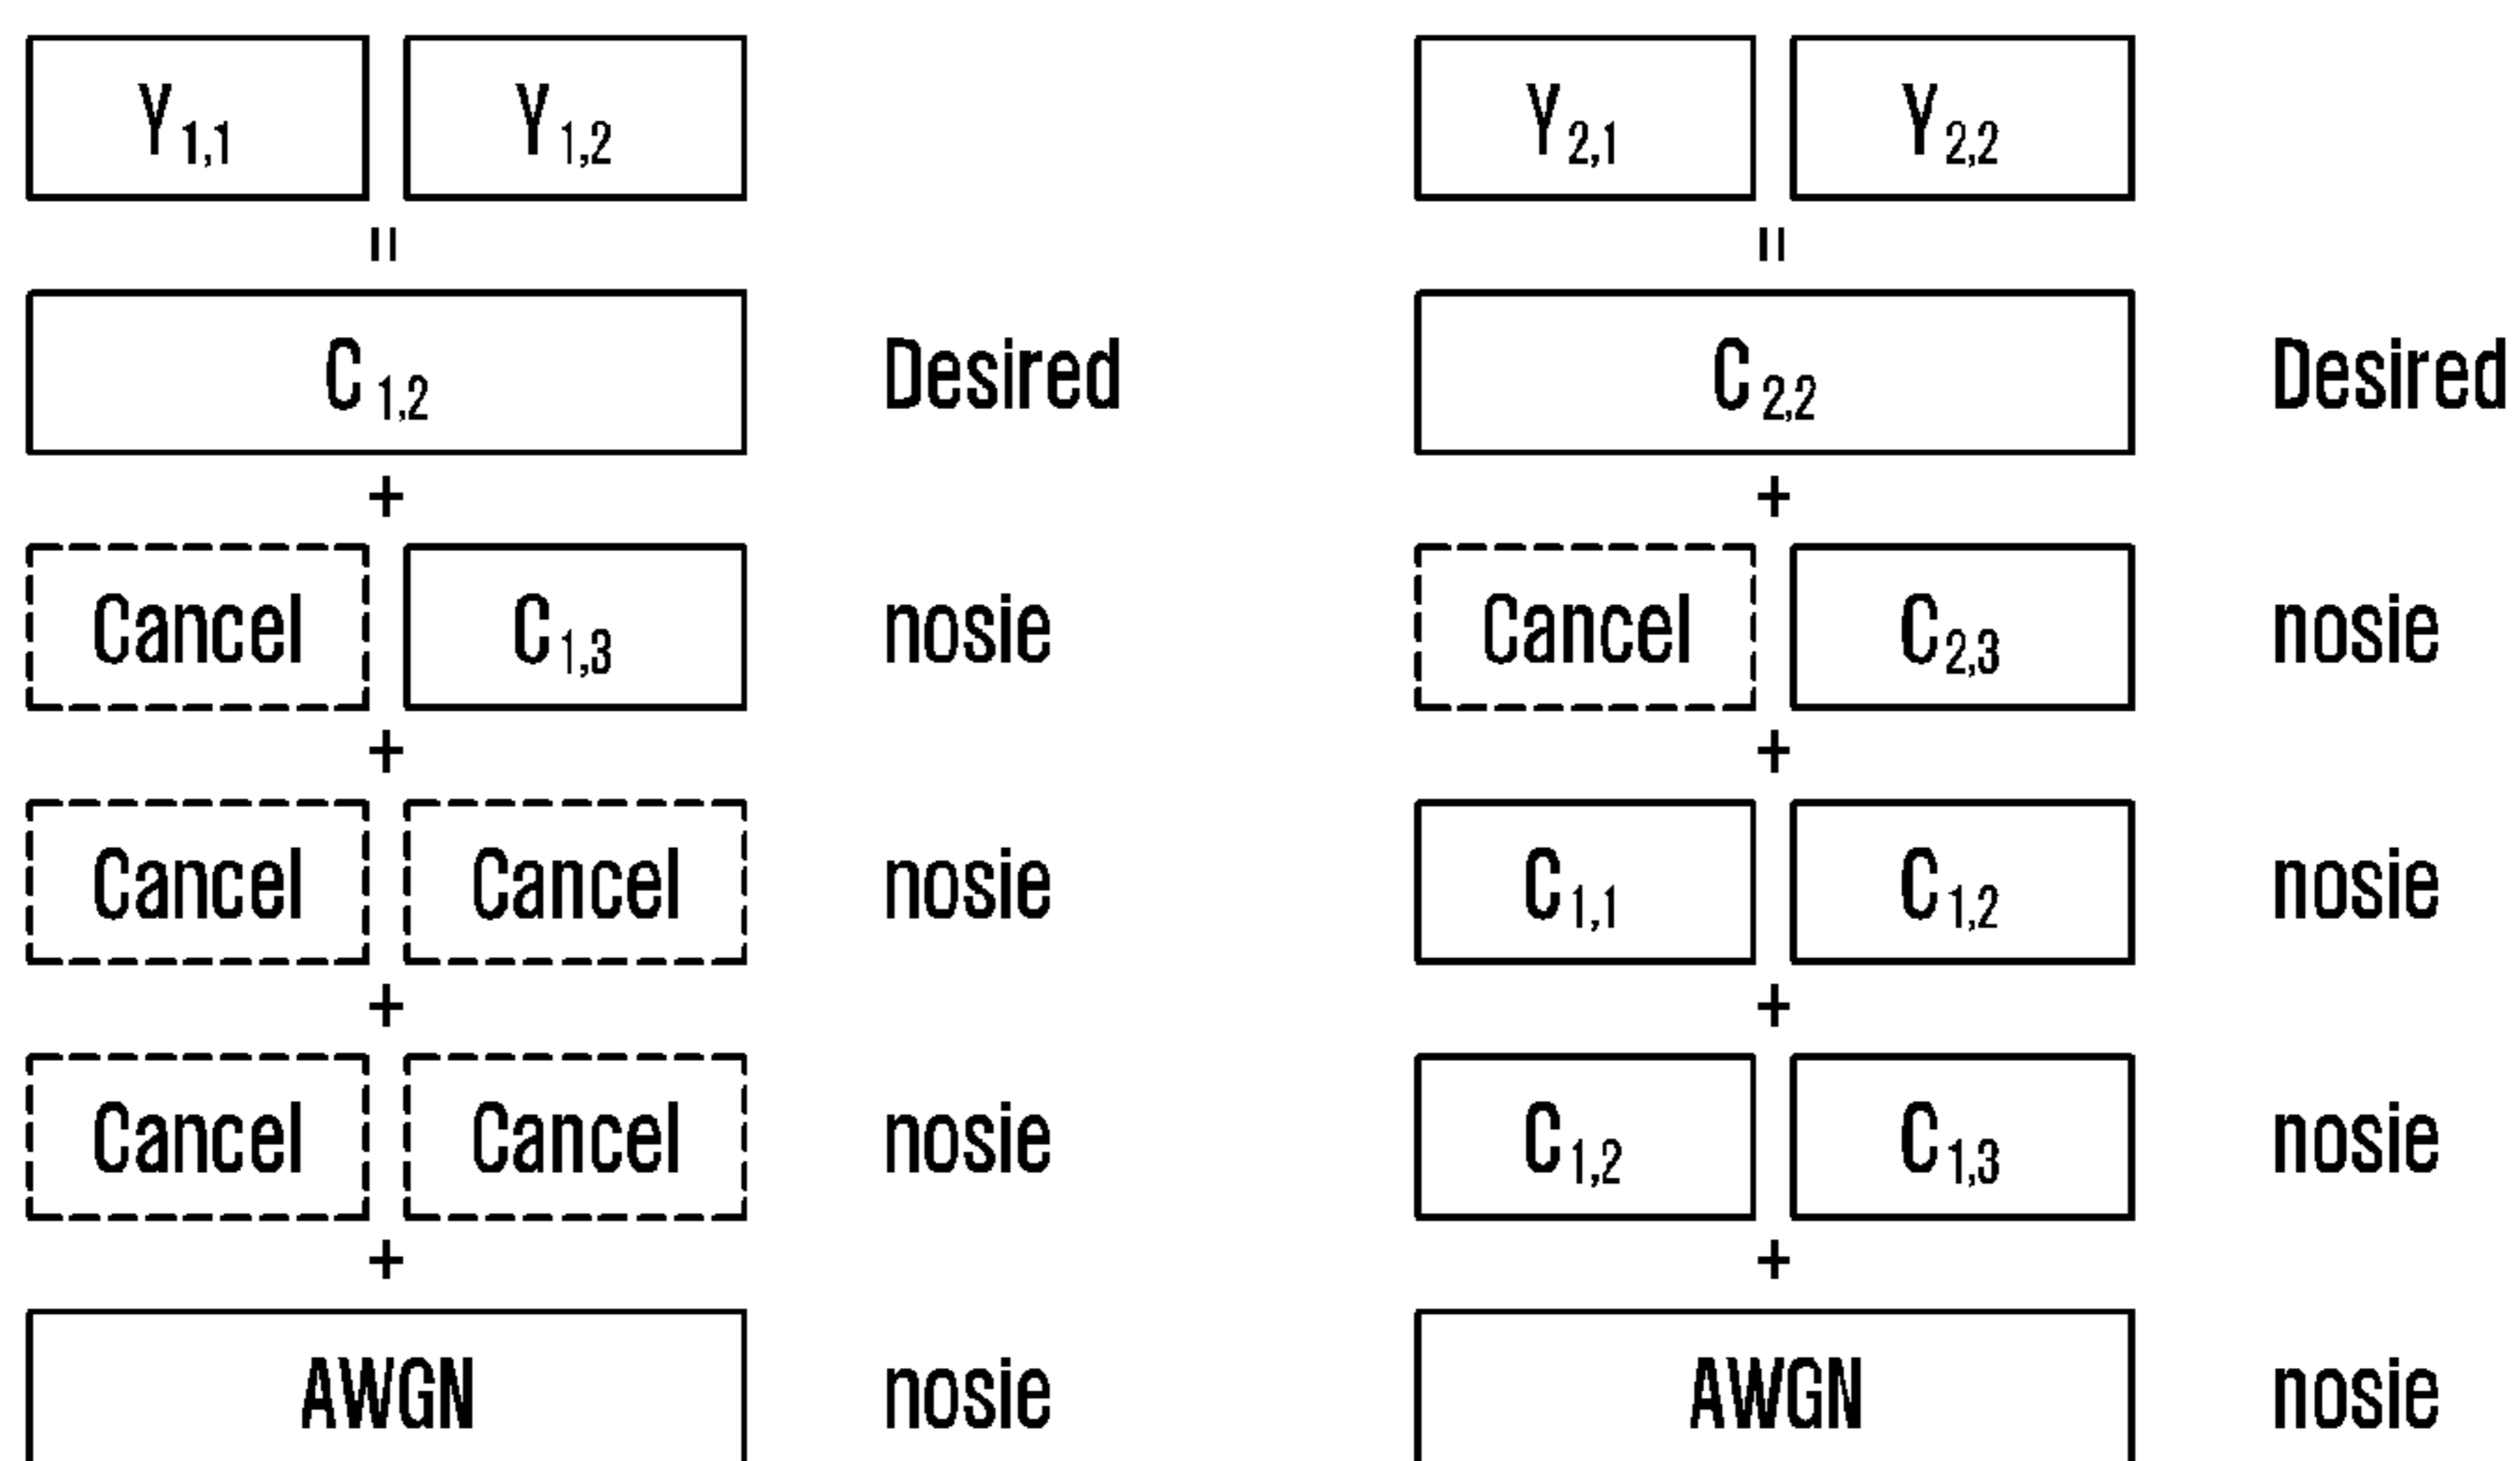 Y1,1 Y1,2 Y2,1 Y2,2
= =
C1,2 Desired C2,2 Desired
+ +
Cancel C1,3 nosie Cancel C2,3 nosie
+ +
Cancel Cancel nosie C1,1 C1,2 nosie
+ +
Cancel Cancel nosie C1,2 C1,3 nosie
+ +
AWGN nosie AWGN nosie